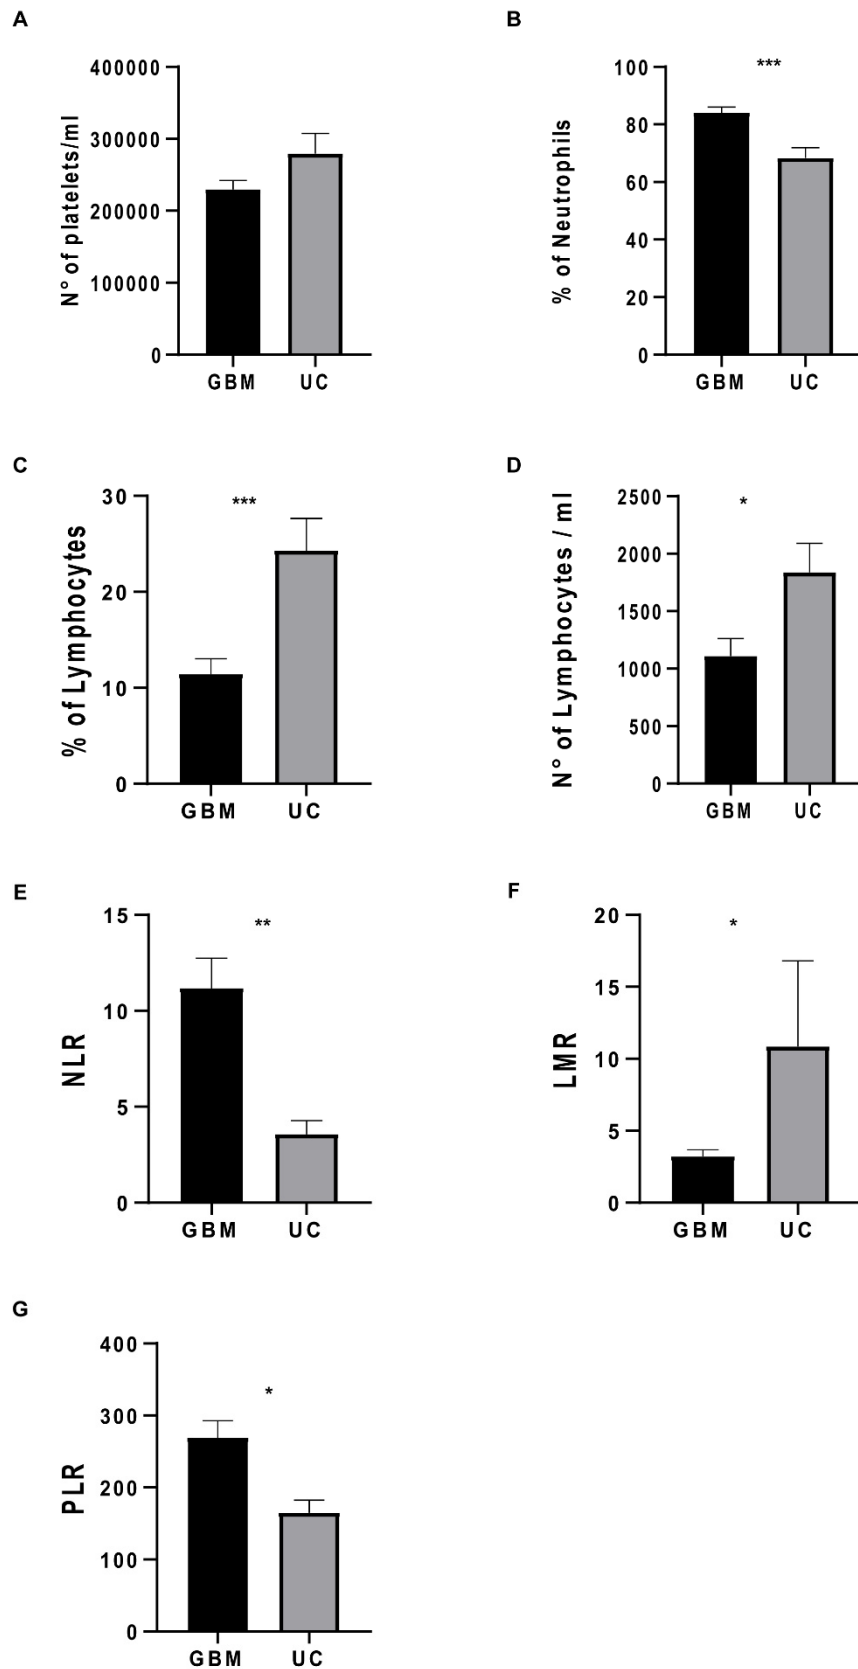 A
N° of platelets/ml
400000
300000
200000
100000
0
GBM
UC
B
% of Neutrophils
***
100
80
60
40
20
0
GBM
UC
C
% of Lymphocytes
***
30
20
10
0
GBM
UC
D
N° of Lymphocytes / ml
*
2500
2000
1500
1000
500
0
GBM
UC
E
NLR
**
15
10
5
0
GBM
UC
F
LMR
*
20
15
10
5
0
GBM
UC
G
PLR
*
400
300
200
100
0
GBM
UC